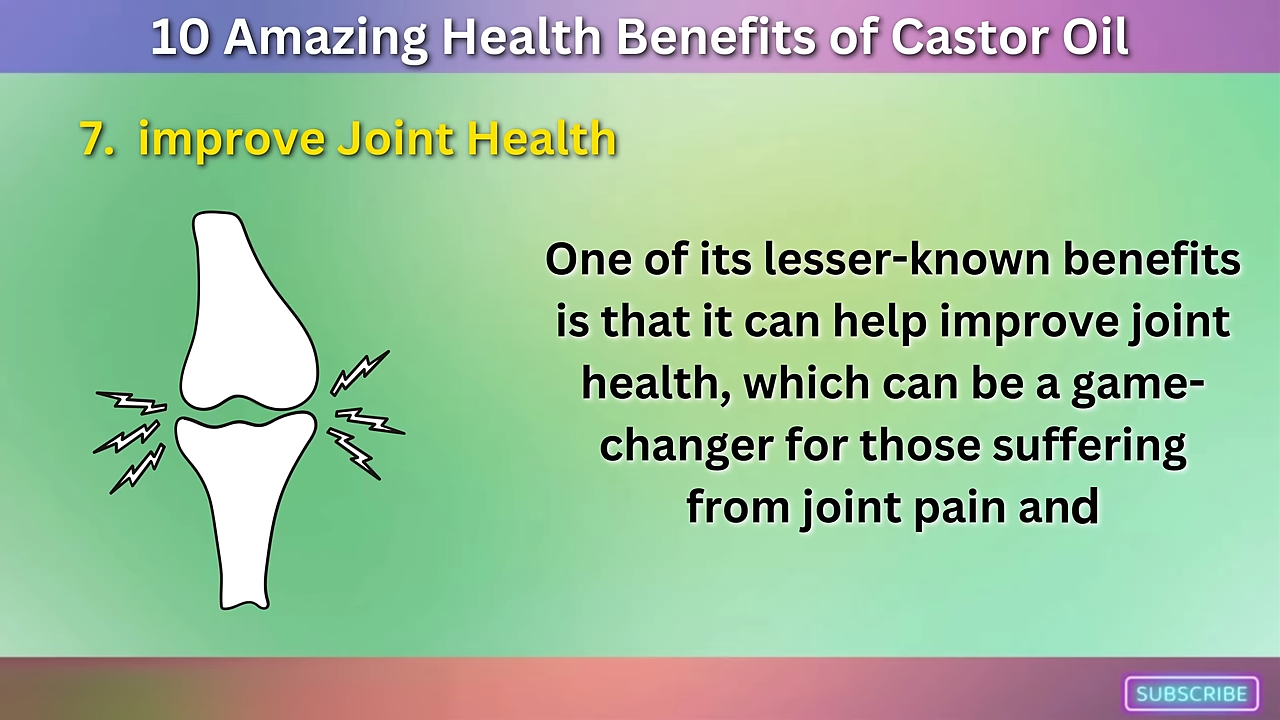 10 Amazing Health Benefits of Castor Oil
7. improve Joint Health
One of its lesser-known benefits
is that it can help improve joint
health, which can be a game-
changer for those suffering
from joint pain and
SUBSCRIBE